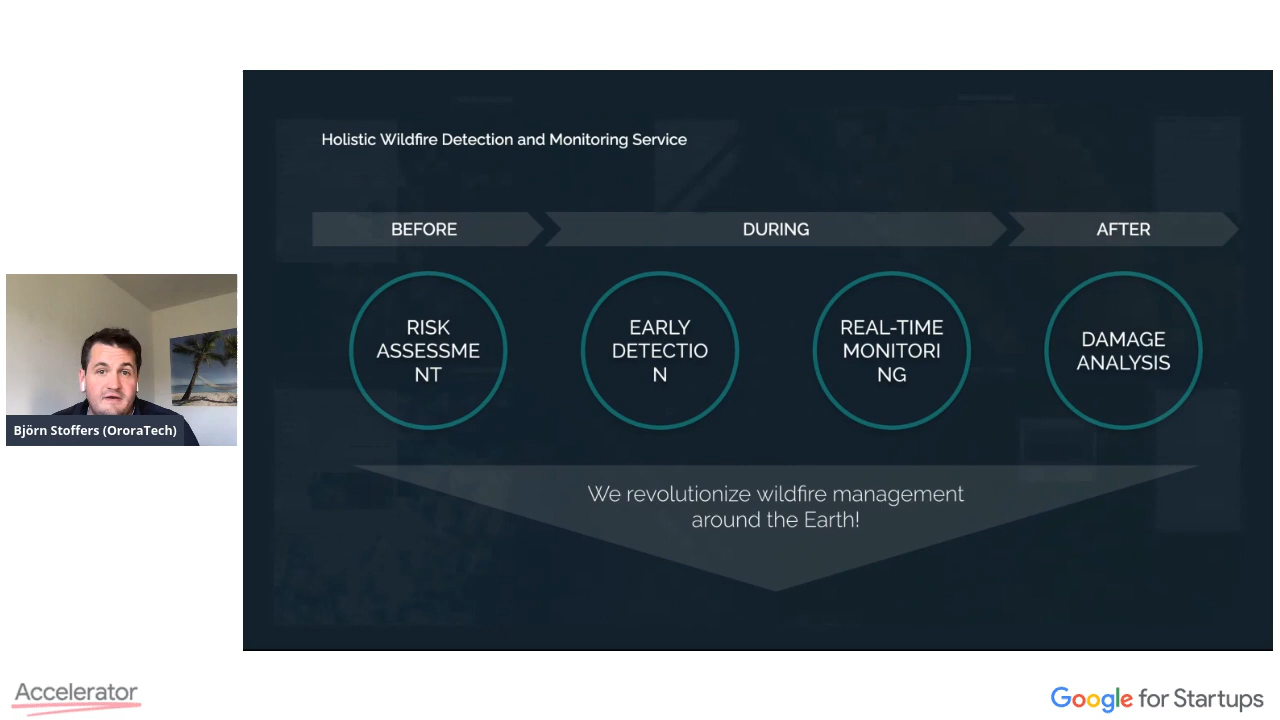 Holistic Wildfire Detection and Monitoring Service
BEFORE
DURING
AFTER
RISK
ASSESSME
NT
EARLY
DETECTIO
N
REAL-TIME
MONITORI
NG
DAMAGE
ANALYSIS
We revolutionize wildfire management
around the Earth!
Björn Stoffers (OroraTech)
Accelerator
Google for Startups